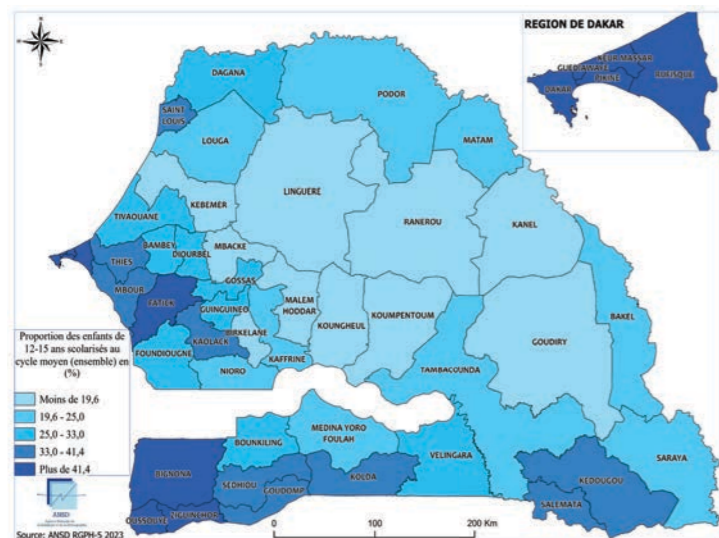 N
REGION DE DAKAR
KEUR MASSAR
GUEDIAWAYE
PIKINE
RUFISQUE
DAKAR
DAGANA
PODOR
SAINT
LOUIS
LOUGA
MATAM
LINGUERE
KEBEMER
RANEROU
KANEL
TIVAOUANE
BAMBEY
MBACKE
DIOURBEL
THIES
GOSSAS
MBOUR
FATICK
MALEM
HODDAR
KOUMPENTOUM
GUINGUINEO
BIRKELANE
KOUNGHEUL
GOUDIRY
BAKEL
KAOLACK
FOUNDIOUGNE
KAFFRINE
NIORO
TAMBACOUNDA
Proportion des enfants de
12-15 ans scolarisés au
cycle moyen (ensemble) en
(%)
Moins de 19,6
19,6 - 25,0
25,0 - 33,0
33,0 - 41,4
Plus de 41,4
MEDINA YORO
FOULAH
BOUNKILING
VELINGARA
SARAYA
BIGNONA
SEDHIOU
KOLDA
GOUDOMP
KEDOUGOU
SALEMATA
OUSSOUYE
ZIGUINCHOR
ANSD
0 100 200 Km
Source: ANSD RGPH-5 2023